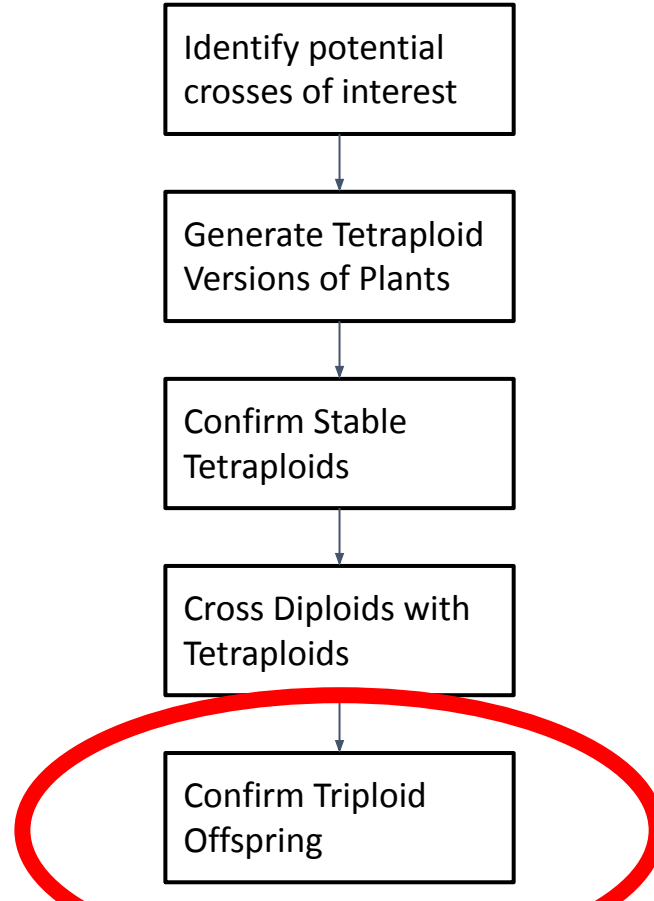 Identify potential
crosses of interest
Generate Tetraploid
Versions of Plants
Confirm Stable
Tetraploids
Cross Diploids with
Tetraploids
Confirm Triploid
Offspring